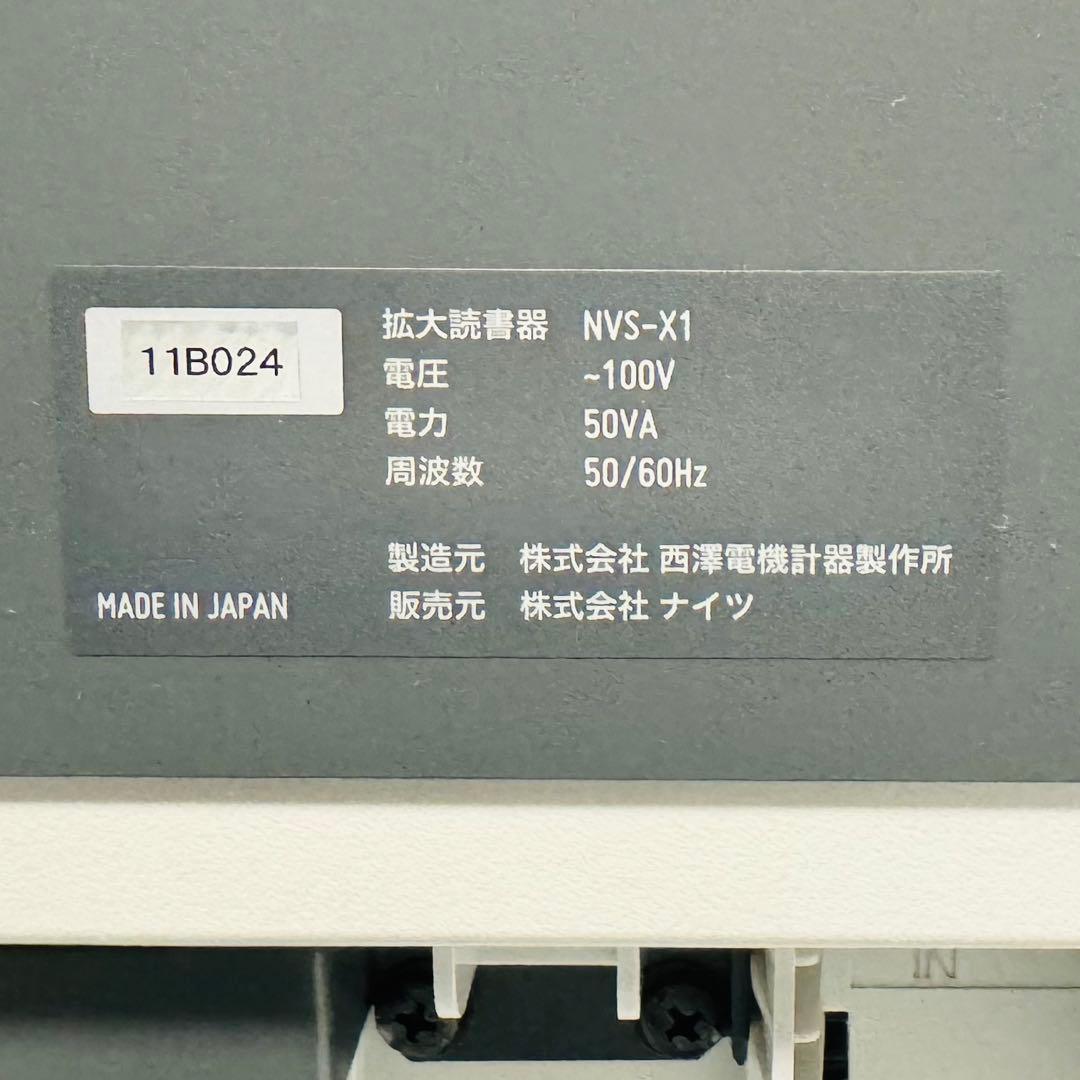 11B024
拡大読書器 NVS-X1
電圧 ~100V
電力 50VA
周波数 50/60Hz
製造元 株式会社 西澤電機計器製作所
販売元 株式会社 ナイツ
MADE IN JAPAN
IN